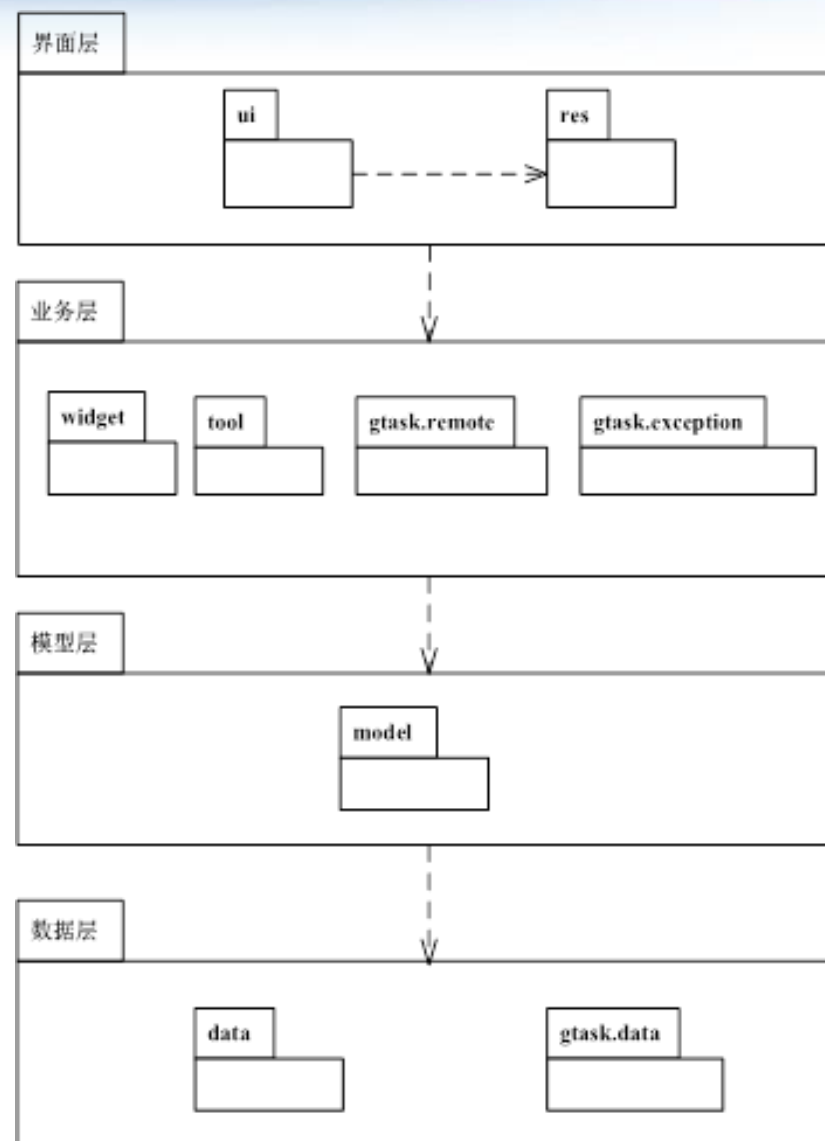 界面层
ui
res
业务层
widget
tool
gtask.remote
gtask.exception
模型层
model
数据层
data
gtask.data